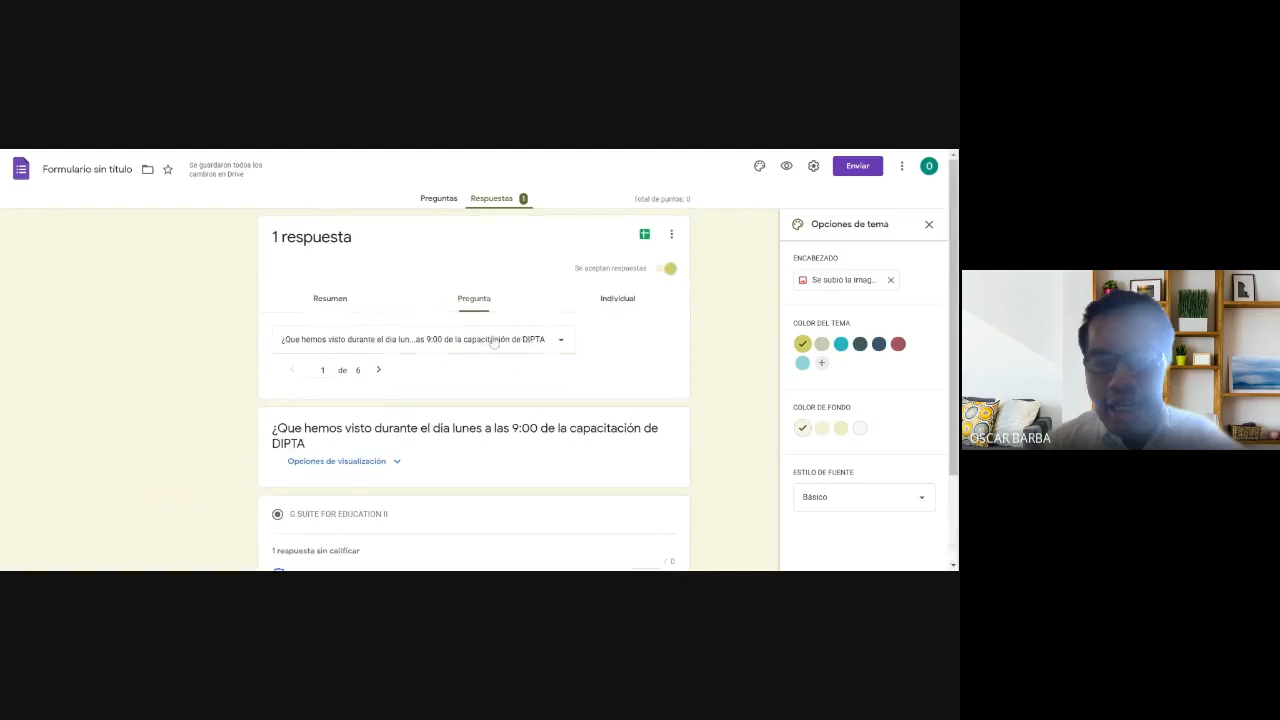 Formulario sin título
Se guardaron todos los
cambios en Drive
Enviar
O
Preguntas
Respuestas 1
Total de puntos: 0
1 respuesta
Se aceptan respuestas
Resumen
Pregunta
Individual
¿Que hemos visto durante el dia lun...as 9:00 de la capacitación de DIPTA
1 de 6
¿Que hemos visto durante el dia lunes a las 9:00 de la capacitación de
DIPTA
Opciones de visualización
G SUITE FOR EDUCATION II
1 respuesta sin calificar
/ 0
Opciones de tema
ENCABEZADO
Se subió la imag...
COLOR DEL TEMA
COLOR DE FONDO
ESTILO DE FUENTE
Básico
OSCAR BARBA